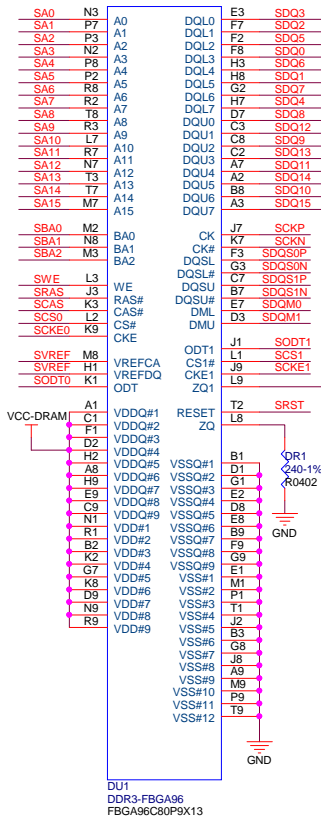 SA0 N3 A0 DQL0 E3 SDQ3
SA1 P7 A1 DQL1 F7 SDQ2
SA2 P3 A2 DQL2 F2 SDQ5
SA3 N2 A3 DQL3 F8 SDQ0
SA4 P8 A4 DQL4 H3 SDQ6
SA5 P2 A5 DQL5 H8 SDQ1
SA6 R8 A6 DQL6 G2 SDQ7
SA7 R2 A7 DQL7 H7 SDQ4
SA8 T8 A8 DQU0 D7 SDQ8
SA9 R3 A9 DQU1 C3 SDQ12
SA10 L7 A10 DQU2 C8 SDQ9
SA11 R7 A11 DQU3 C2 SDQ13
SA12 N7 A12 DQU4 A7 SDQ11
SA13 T3 A13 DQU5 A2 SDQ14
SA14 T7 A14 DQU6 B8 SDQ10
SA15 M7 A15 DQU7 A3 SDQ15
SBA0 M2 BA0 CK J7 SCKP
SBA1 N8 BA1 CK# K7 SCKN
SBA2 M3 BA2 DQSL F3 SDQS0P
DQSL# G3 SDQS0N
SWE L3 WE DQSU C7 SDQS1P
SRAS J3 RAS# DQSU# B7 SDQS1N
SCAS K3 CAS# DML E7 SDQM0
SCS0 L2 CS# DMU D3 SDQM1
SCKE0 K9 CKE
ODT1 J1 SODT1
SVREF M8 VREFCA CS1# L1 SCS1
SVREF H1 VREFDQ CKE1 J9 SCKE1
SODT0 K1 ODT ZQ1 L9
A1 VDDQ#1 RESET T2 SRST
VCC-DRAM C1 VDDQ#2 ZQ L8
F1 VDDQ#3
D2 VDDQ#4
H2 VDDQ#5 VSSQ#1 B1 DR1
A8 VDDQ#6 VSSQ#2 D1 240-1%
H9 VDDQ#7 VSSQ#3 G1 R0402
E9 VDDQ#8 VSSQ#4 E2
C9 VDDQ#9 VSSQ#5 D8
N1 VDD#1 VSSQ#6 E8
R1 VDD#2 VSSQ#7 B9 GND
B2 VDD#3 VSSQ#8 F9
K2 VDD#4 VSSQ#9 G9
G7 VDD#5 VSS#1 E1
K8 VDD#6 VSS#2 M1
D9 VDD#7 VSS#3 P1
N9 VDD#8 VSS#4 T1
R9 VDD#9 VSS#5 J2
VSS#6 B3
VSS#7 G8
VSS#8 J8
VSS#9 A9
VSS#10 M9
VSS#11 P9
VSS#12 T9
GND
DU1
DDR3-FBGA96
FBGA96C80P9X13